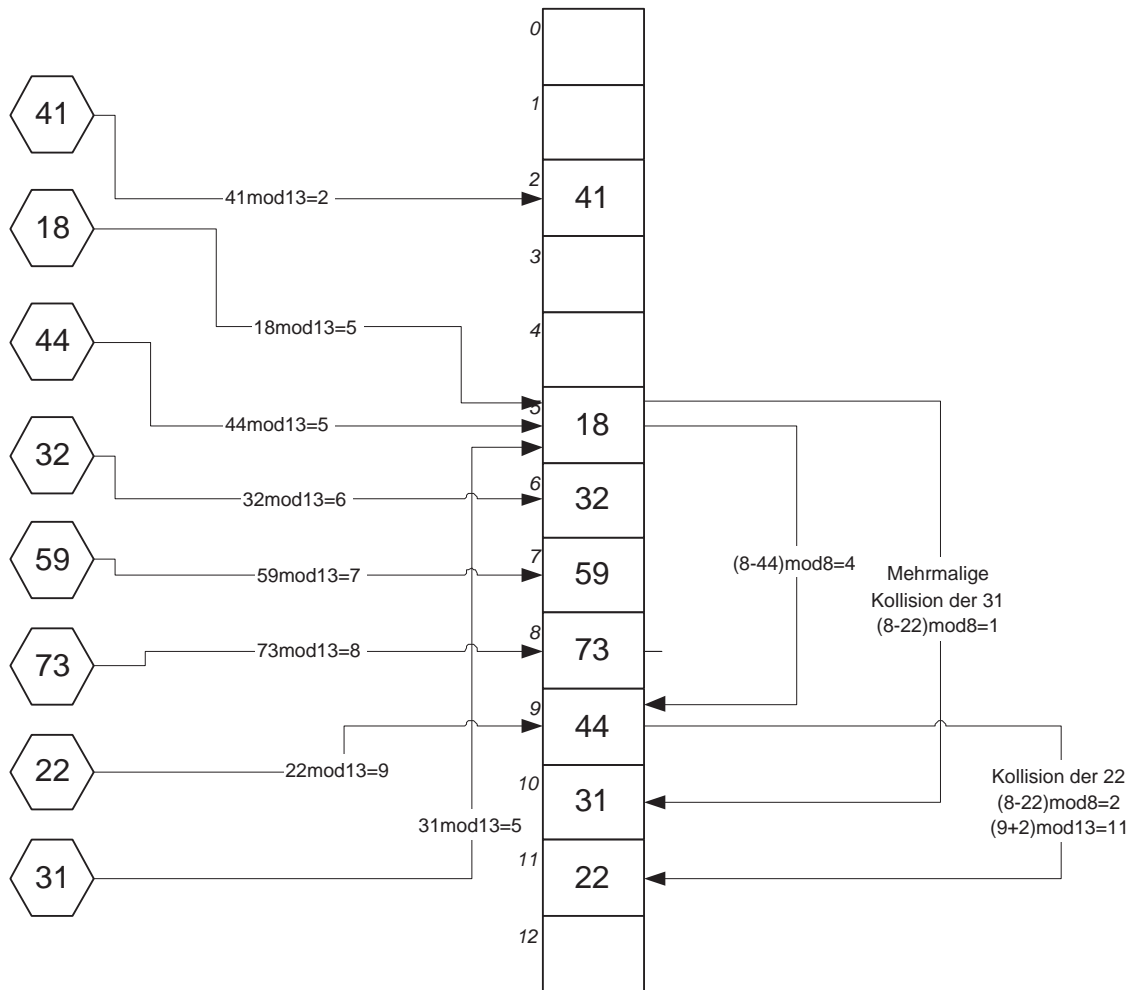 0
1
41
41mod13=2
2
41
18
3
18mod13=5
4
44
5
18
44mod13=5
32
32mod13=6
6
32
59
59mod13=7
7
59
(8-44)mod8=4
Mehrmalige
Kollision der 31
(8-22)mod8=1
73
73mod13=8
8
73
9
44
22
22mod13=9
10
31
Kollision der 22
(8-22)mod8=2
(9+2)mod13=11
31mod13=5
31
11
22
12